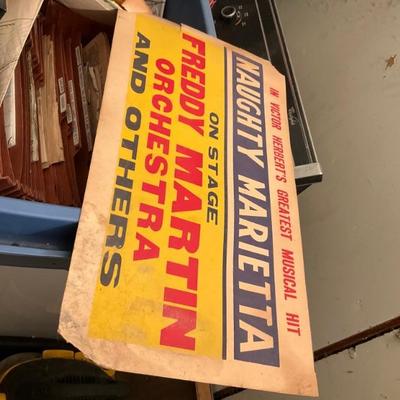 IN VICTOR HERBERT'S GREATEST MUSICAL HIT
NAUGHTY MARIETTA
ON STAGE
FREDDY MARTIN
ORCHESTRA
AND OTHERS